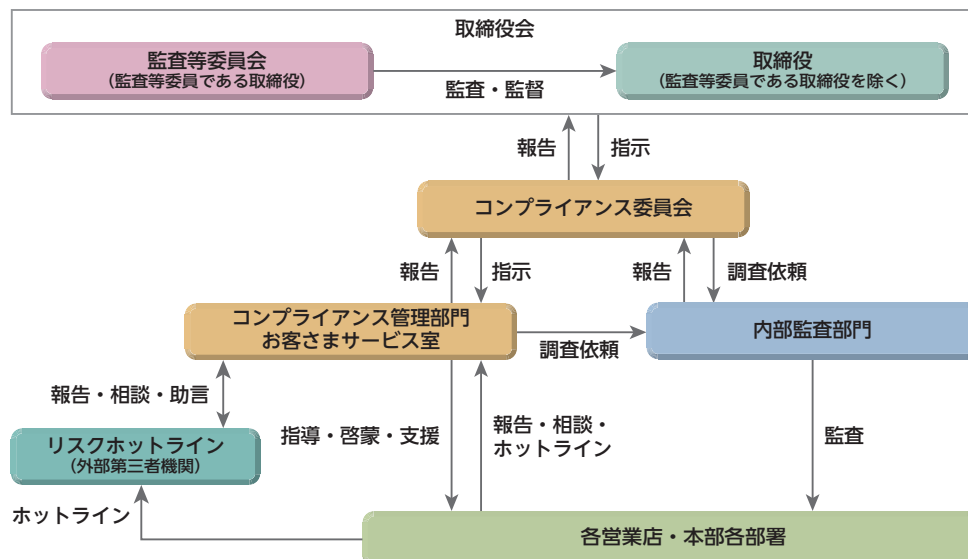 取締役会
監査等委員会
（監査等委員である取締役）
監査・監督
取締役
（監査等委員である取締役を除く）
報告
指示
コンプライアンス委員会
報告
指示
報告
調査依頼
コンプライアンス管理部門
お客さまサービス室
調査依頼
内部監査部門
報告・相談・助言
指導・啓蒙・支援
報告・相談・
ホットライン
監査
リスクホットライン
（外部第三者機関）
ホットライン
各営業店・本部各部署